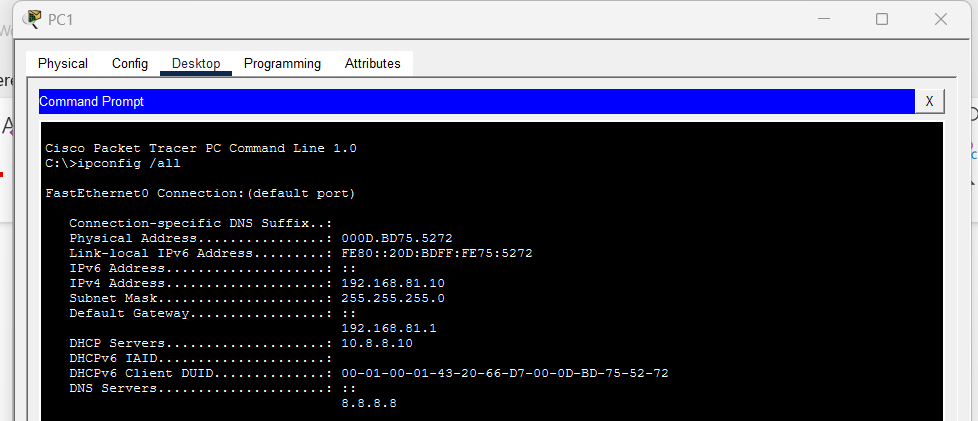 PC1
Physical Config Desktop Programming Attributes
Command Prompt X
Cisco Packet Tracer PC Command Line 1.0
C:\>ipconfig /all
FastEthernet0 Connection:(default port)
Connection-specific DNS Suffix..:
Physical Address................: 000D.BD75.5272
Link-local IPv6 Address.........: FE80::20D:BDFF:FE75:5272
IPv6 Address....................: ::
IPv4 Address....................: 192.168.81.10
Subnet Mask.....................: 255.255.255.0
Default Gateway.................: ::
192.168.81.1
DHCP Servers....................: 10.8.8.10
DHCPv6 IAID.....................:
DHCPv6 Client DUID..............: 00-01-00-01-43-20-66-D7-00-0D-BD-75-52-72
DNS Servers.....................: ::
8.8.8.8